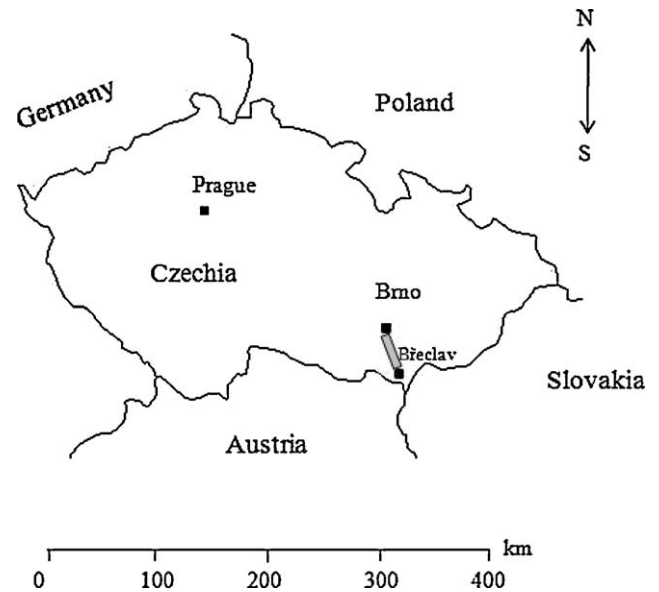 N
Germany
Poland
S
Prague
Czechia
Brno
Břeclav
Slovakia
Austria
km
0 100 200 300 400